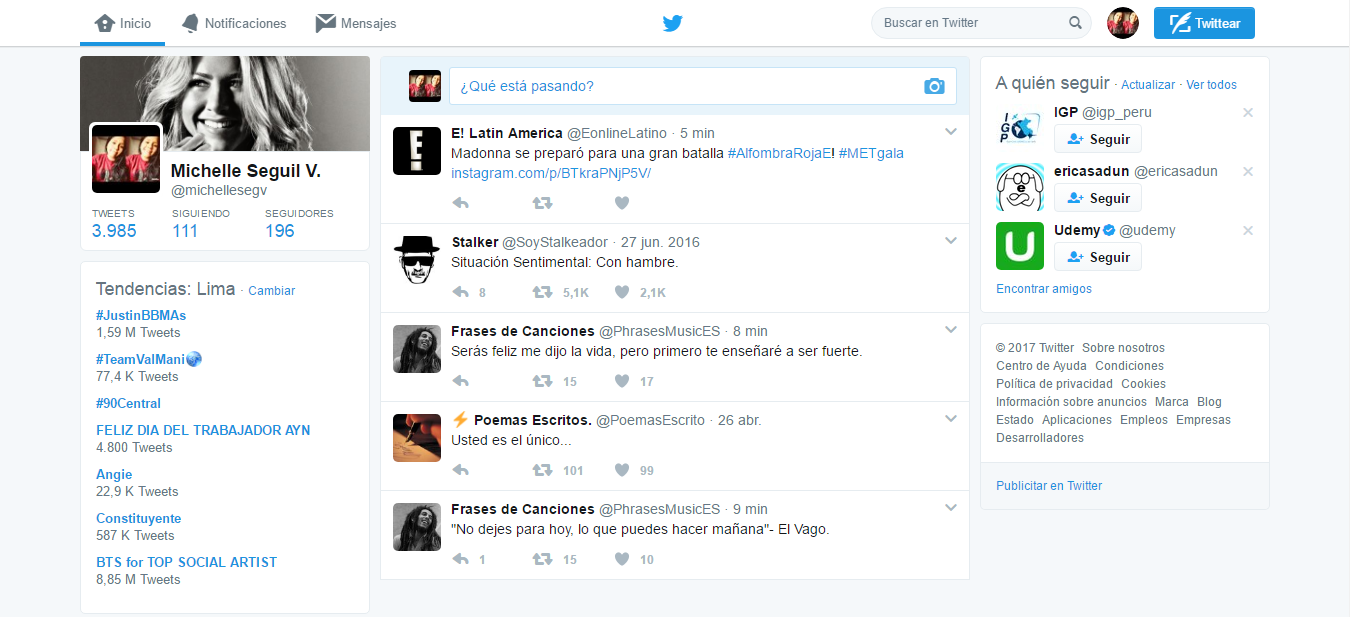 Inicio Notificaciones Mensajes Buscar en Twitter Twittear
Michelle Seguil V.
@michellesegv
TWEETS SIGUIENDO SEGUIDORES
3.985 111 196
Tendencias: Lima · Cambiar
#JustinBBMAs
1,59 M Tweets
#TeamValMani
77,4 K Tweets
#90Central
FELIZ DIA DEL TRABAJADOR AYN
4.800 Tweets
Angie
22,9 K Tweets
Constituyente
587 K Tweets
BTS for TOP SOCIAL ARTIST
8,85 M Tweets
¿Qué está pasando?
E!
E! Latin America @EonlineLatino · 5 min
Madonna se preparó para una gran batalla #AlfombraRojaE! #METgala
instagram.com/p/BTkraPNjP5V/
Stalker @SoyStalkeador · 27 jun. 2016
Situación Sentimental: Con hambre.
8 5,1K 2,1K
Frases de Canciones @PhrasesMusicES · 8 min
Serás feliz me dijo la vida, pero primero te enseñaré a ser fuerte.
15 17
⚡ Poemas Escritos. @PoemasEscrito · 26 abr.
Usted es el único...
101 99
Frases de Canciones @PhrasesMusicES · 9 min
"No dejes para hoy, lo que puedes hacer mañana"- El Vago.
1 15 10
A quién seguir · Actualizar · Ver todos
IGP
IGP @igp_peru
Seguir
e
ericasadun @ericasadun
Seguir
U
Udemy @udemy
Seguir
Encontrar amigos
© 2017 Twitter Sobre nosotros
Centro de Ayuda Condiciones
Política de privacidad Cookies
Información sobre anuncios Marca Blog
Estado Aplicaciones Empleos Empresas
Desarrolladores
Publicitar en Twitter